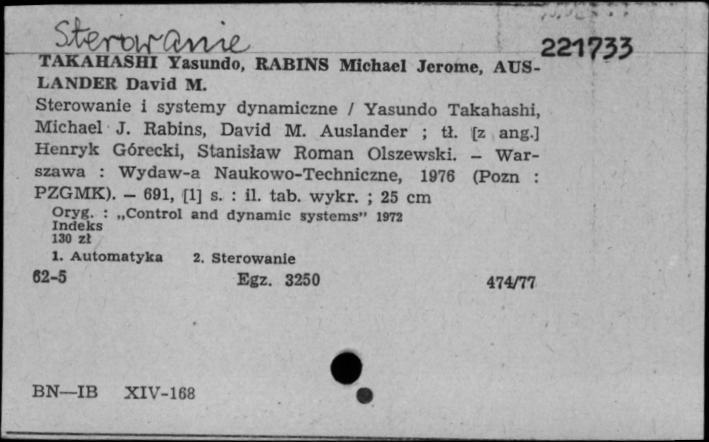 Sterowanie
221733
TAKAHASHI Yasundo, RABINS Michael Jerome, AUS-
LANDER David M.
Sterowanie i systemy dynamiczne / Yasundo Takahashi,
Michael J. Rabins, David M. Auslander ; tł. [z ang.]
Henryk Górecki, Stanisław Roman Olszewski. — War-
szawa : Wydaw-a Naukowo-Techniczne, 1976 (Pozn :
PZGMK). — 691, [1] s. : il. tab. wykr. ; 25 cm
Oryg. : „Control and dynamic systems” 1972
Indeks
130 zł
1. Automatyka 2. Sterowanie
62-5 Egz. 3250 474/77
BN—IB XIV-168